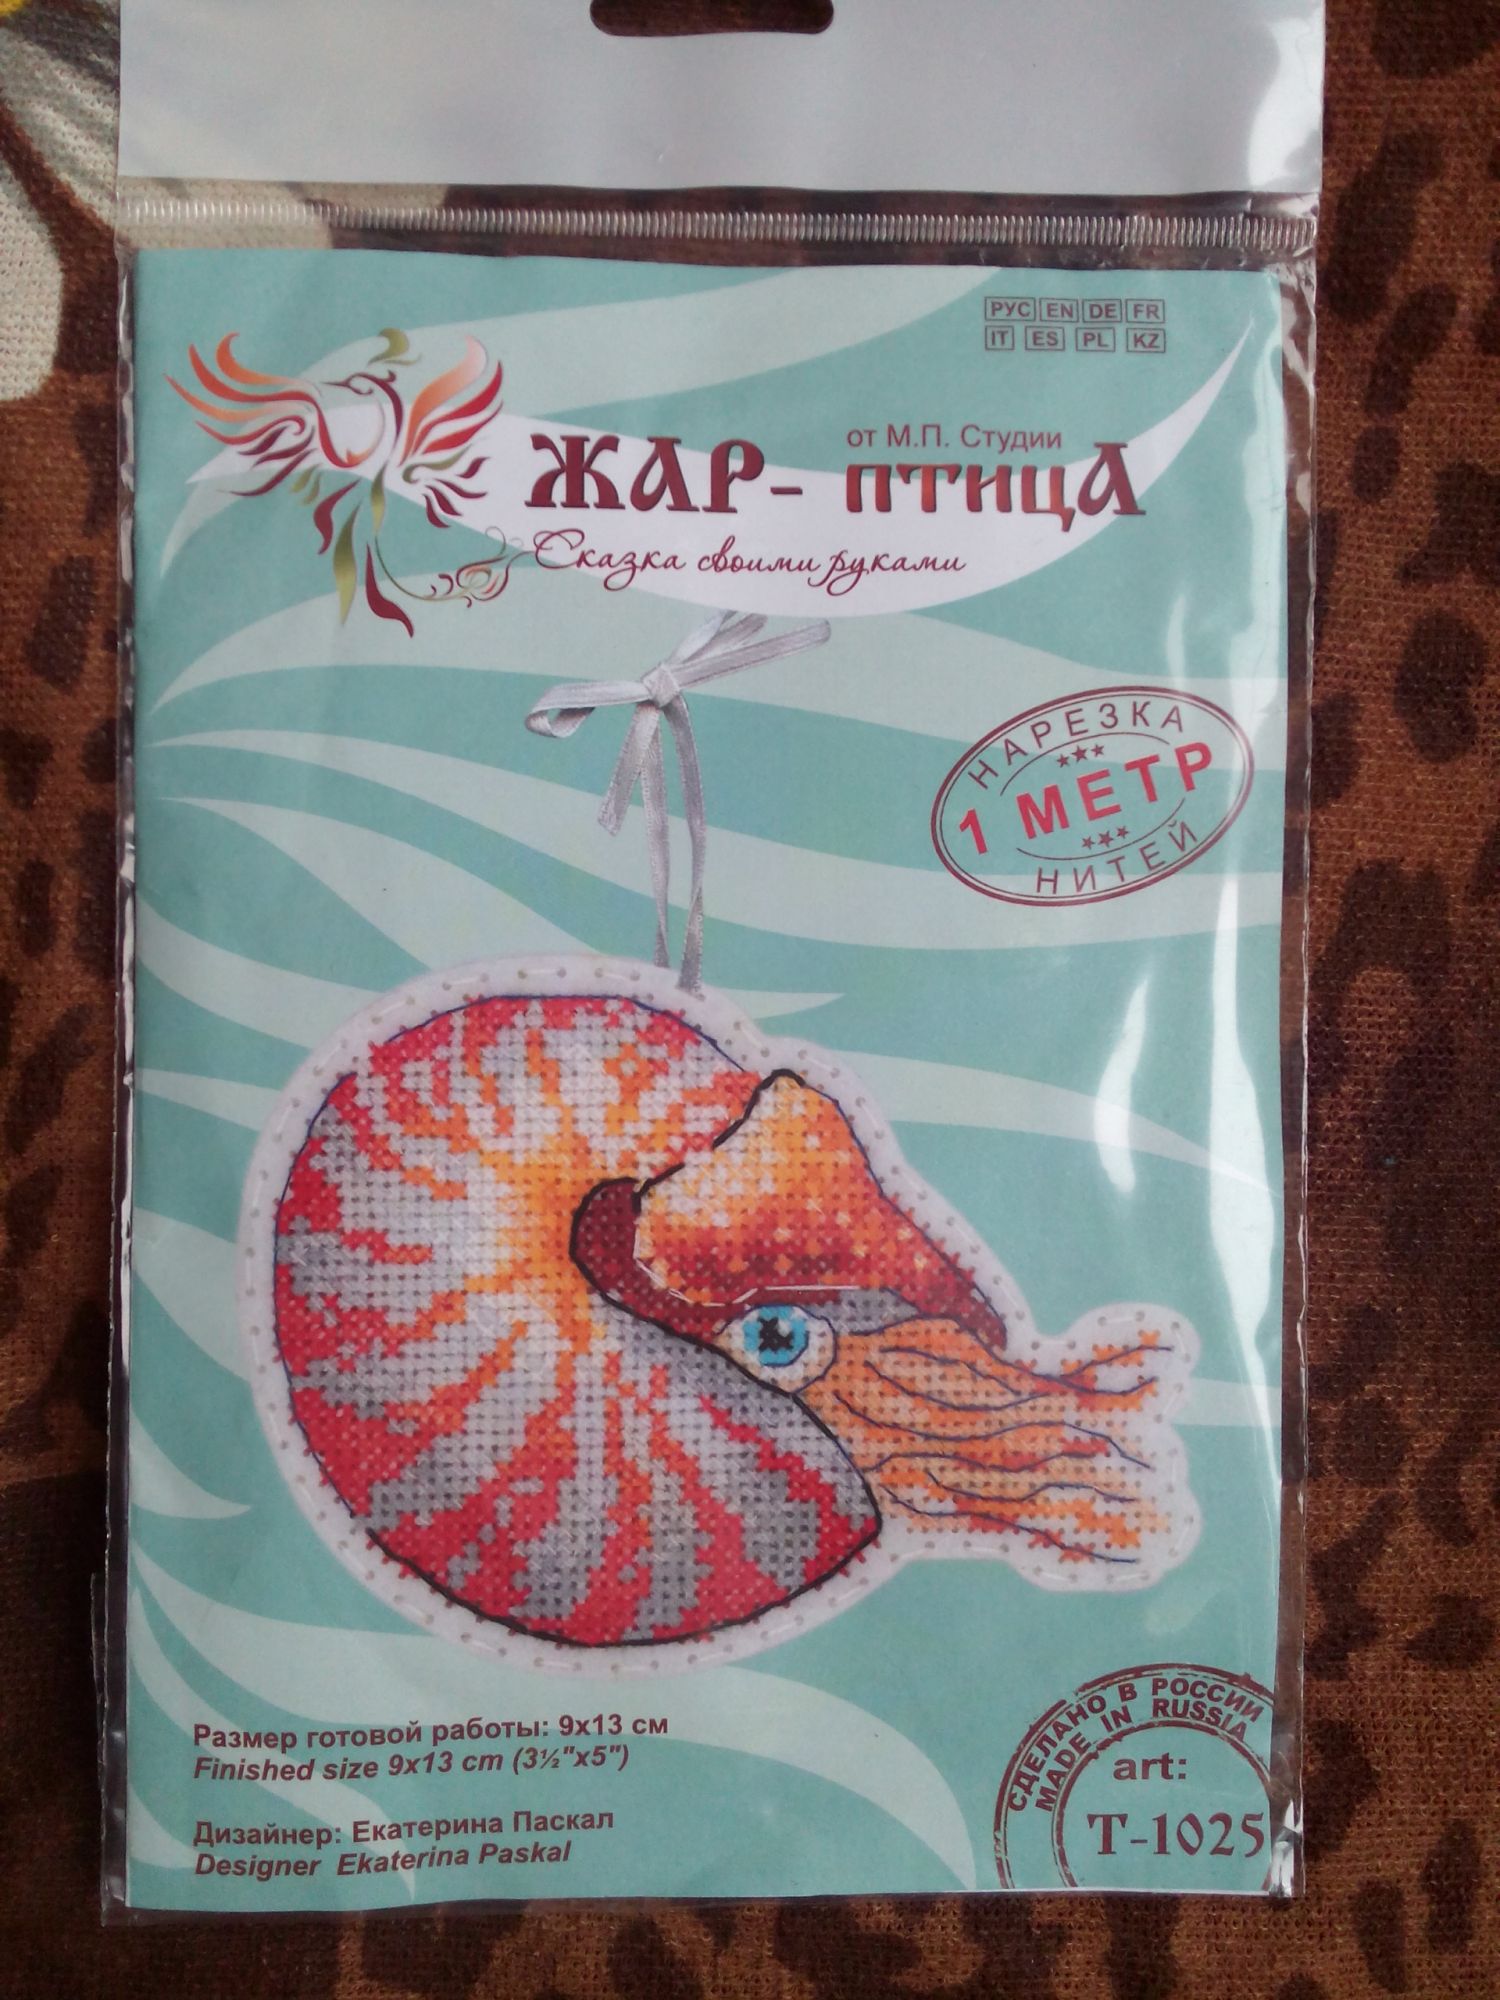 РУС EN DE FR
IT ES PL KZ
от М.П. Студии
ЖАР-ПТИЦА
Сказка своими руками
НАРЕЗКА
1 МЕТР
НИТЕЙ
Размер готовой работы: 9х13 см
Finished size 9x13 cm (3½"x5")
Дизайнер: Екатерина Паскал
Designer Ekaterina Paskal
СДЕЛАНО В РОССИИ
MADE IN RUSSIA
art:
Т-1025